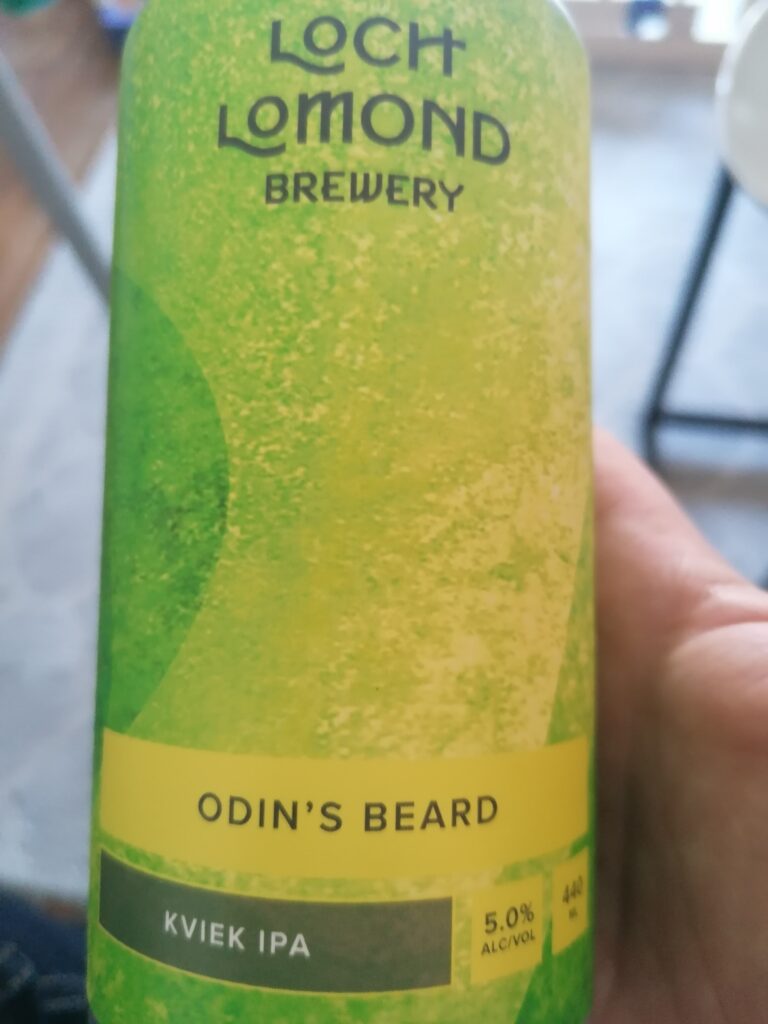 LOCH
LOMOND
BREWERY
ODIN'S BEARD
KVIEK IPA
5.0%
ALC/VOL
440
ML